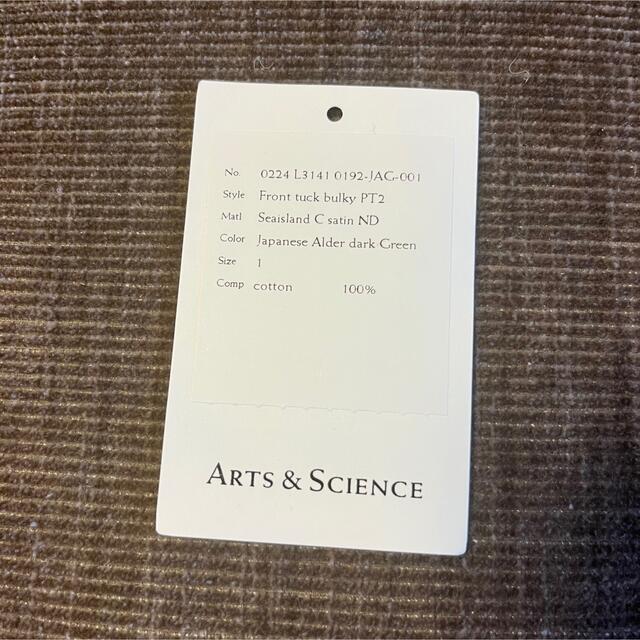 No. 0224 L3141 0192-JAG-001
Style Front tuck bulky PT2
Matl Seaisland C satin ND
Color Japanese Alder dark Green
Size 1
Comp cotton 100%
ARTS & SCIENCE